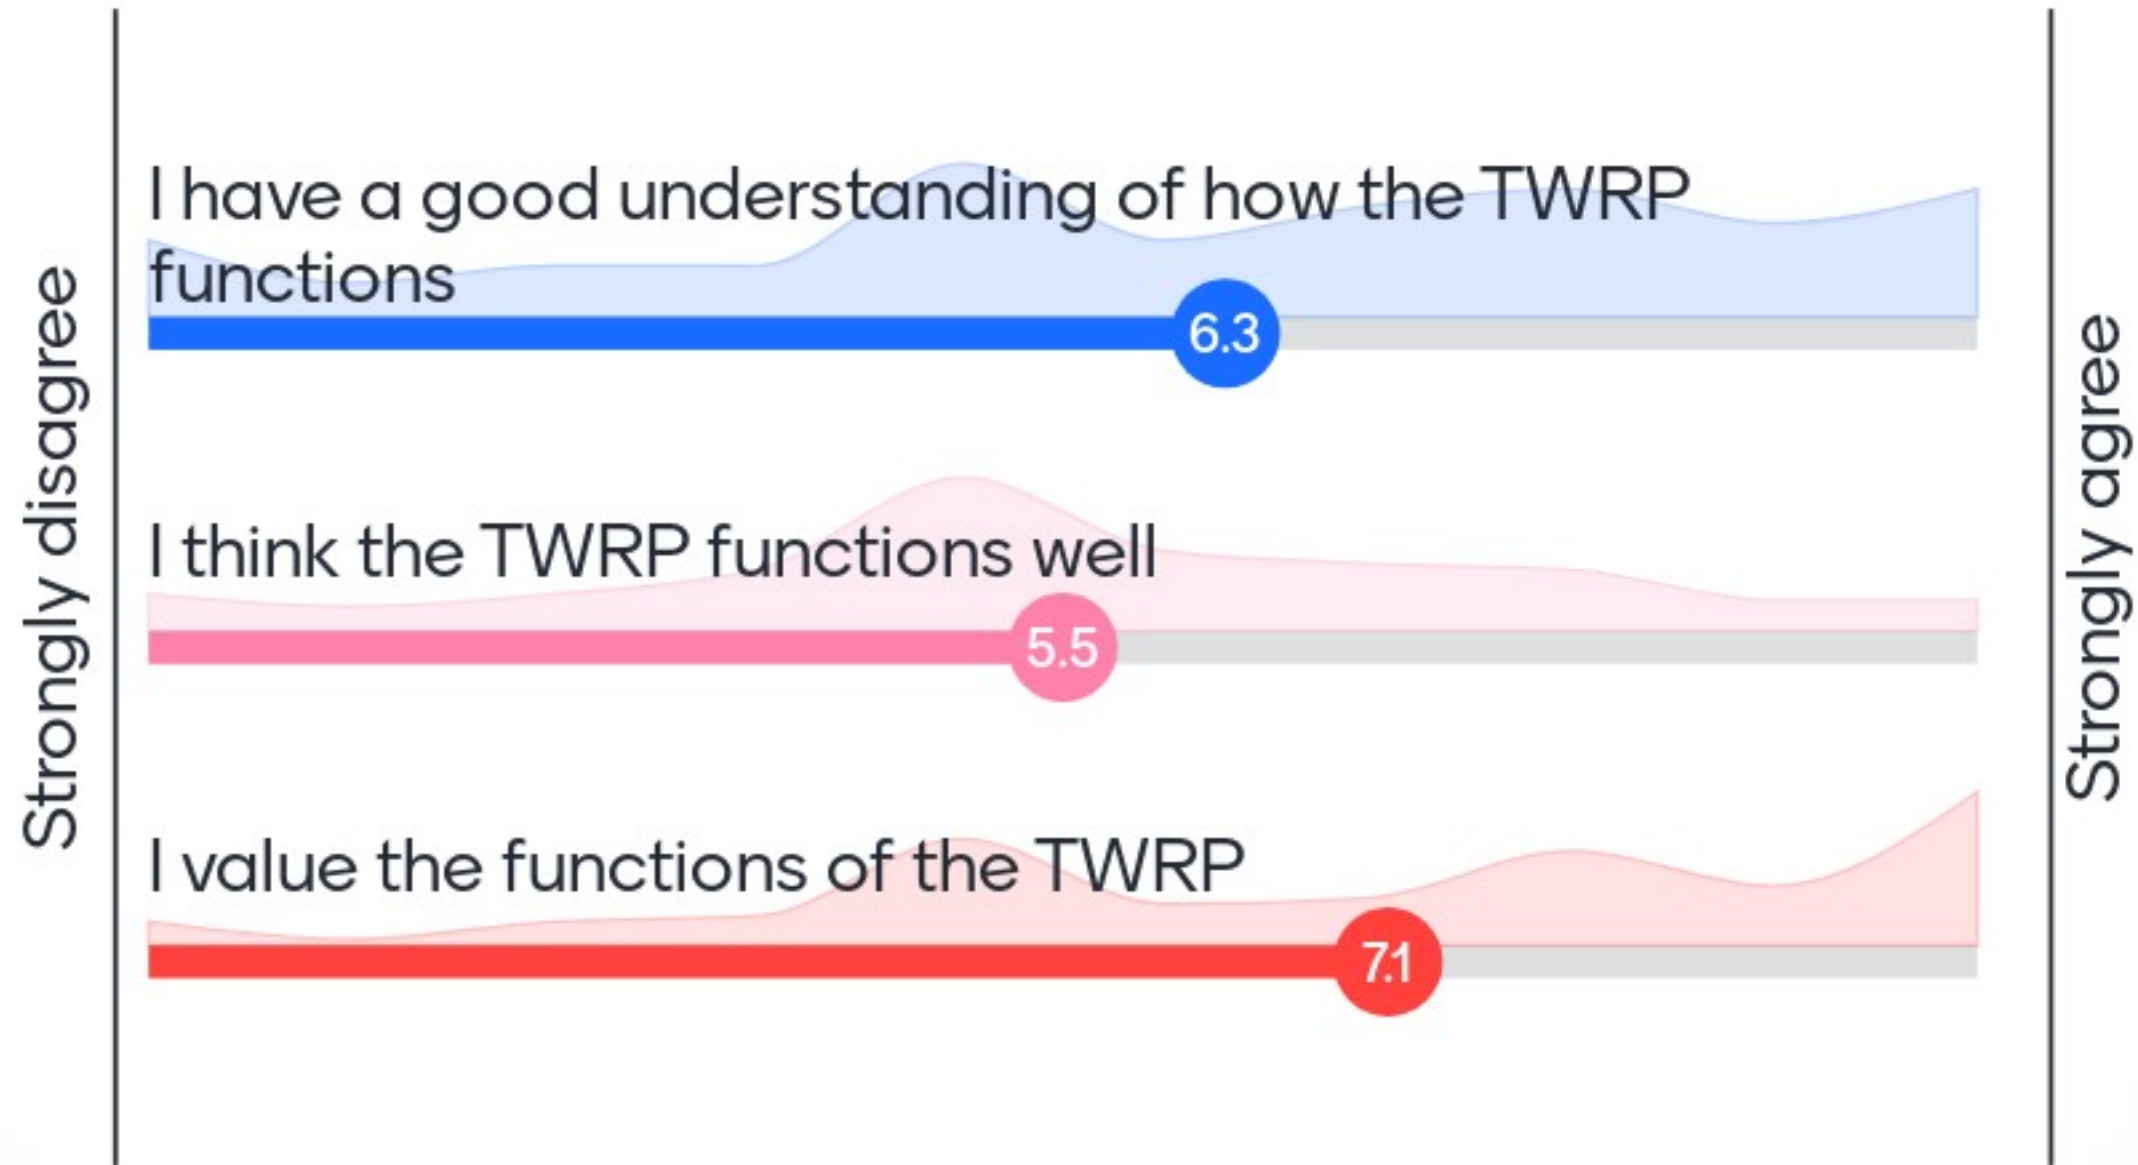 Strongly disagree
I have a good understanding of how the TWRP
functions
6.3
I think the TWRP functions well
5.5
I value the functions of the TWRP
7.1
Strongly agree